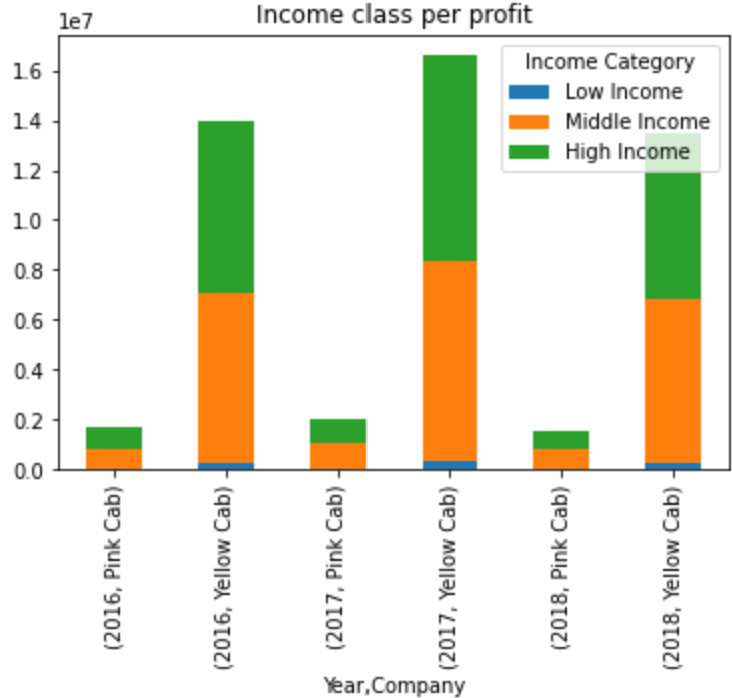 Income class per profit
1e7
1.6
1.4
1.2
1.0
0.8
0.6
0.4
0.2
0.0
Income Category
Low Income
Middle Income
High Income
(2016, Pink Cab)
(2016, Yellow Cab)
(2017, Pink Cab)
(2017, Yellow Cab)
(2018, Pink Cab)
(2018, Yellow Cab)
Year,Company